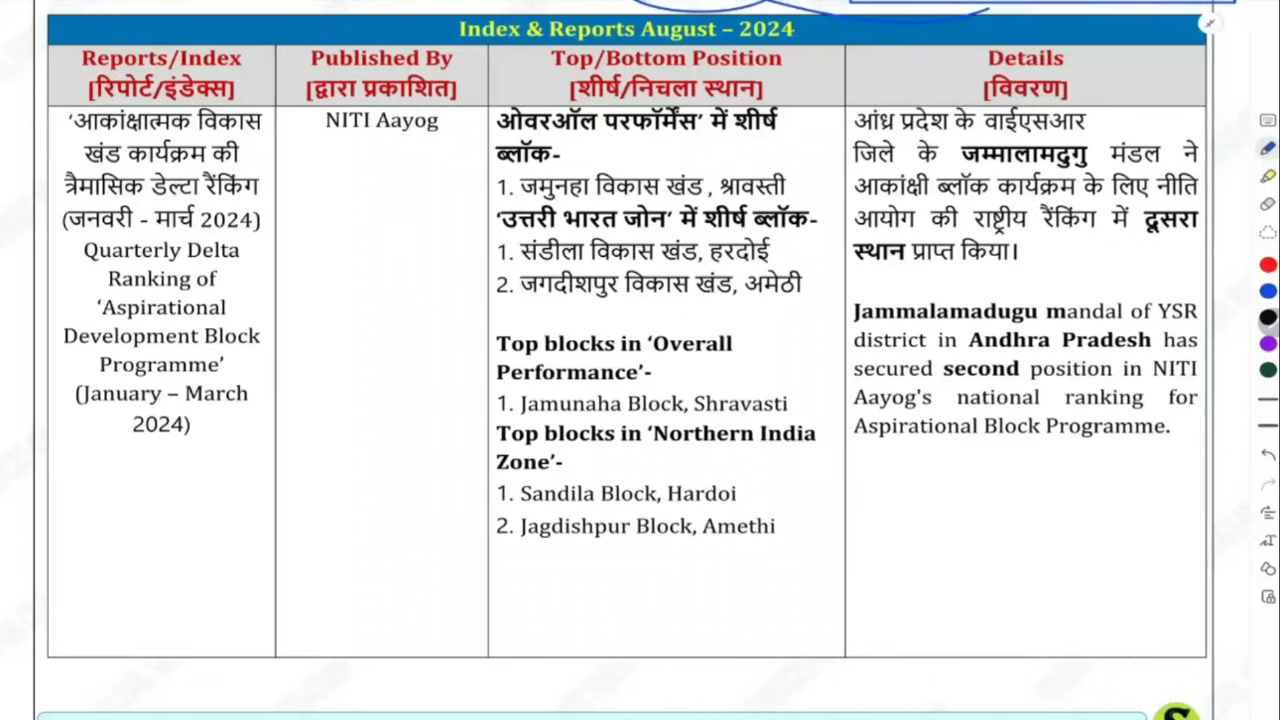 Index & Reports August – 2024
Reports/Index
[रिपोर्ट/इंडेक्स]
Published By
[द्वारा प्रकाशित]
Top/Bottom Position
[शीर्ष/निचला स्थान]
Details
[विवरण]
'आकांक्षात्मक विकास
खंड कार्यक्रम की
त्रैमासिक डेल्टा रैंकिंग
(जनवरी - मार्च 2024)
Quarterly Delta
Ranking of
'Aspirational
Development Block
Programme'
(January – March
2024)
NITI Aayog
ओवरऑल परफॉर्मेंस' में शीर्ष
ब्लॉक-
1. जमुनहा विकास खंड , श्रावस्ती
'उत्तरी भारत जोन' में शीर्ष ब्लॉक-
1. संडीला विकास खंड, हरदोई
2. जगदीशपुर विकास खंड, अमेठी
Top blocks in 'Overall
Performance'-
1. Jamunaha Block, Shravasti
Top blocks in 'Northern India
Zone'-
1. Sandila Block, Hardoi
2. Jagdishpur Block, Amethi
आंध्र प्रदेश के वाईएसआर
जिले के जम्मालामदुगु मंडल ने
आकांक्षी ब्लॉक कार्यक्रम के लिए नीति
आयोग की राष्ट्रीय रैंकिंग में दूसरा
स्थान प्राप्त किया।
Jammalamadugu mandal of YSR
district in Andhra Pradesh has
secured second position in NITI
Aayog's national ranking for
Aspirational Block Programme.